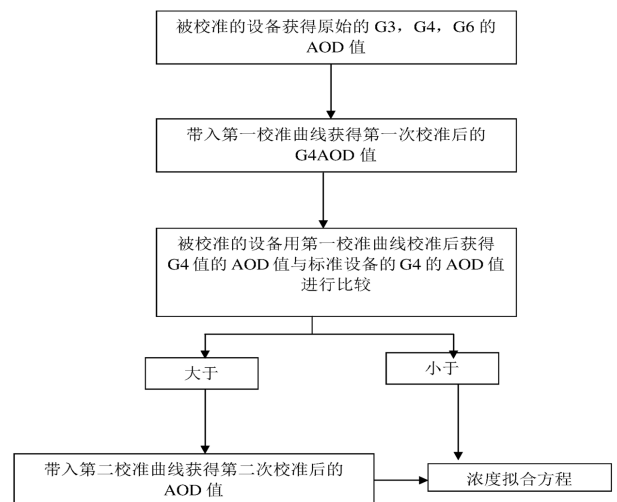 被校准的设备获得原始的 G3，G4，G6 的
AOD 值
带入第一校准曲线获得第一次校准后的
G4AOD 值
被校准的设备用第一校准曲线校准后获得
G4 值的 AOD 值与标准设备的 G4 的 AOD 值
进行比较
大于
小于
带入第二校准曲线获得第二次校准后的
AOD 值
浓度拟合方程